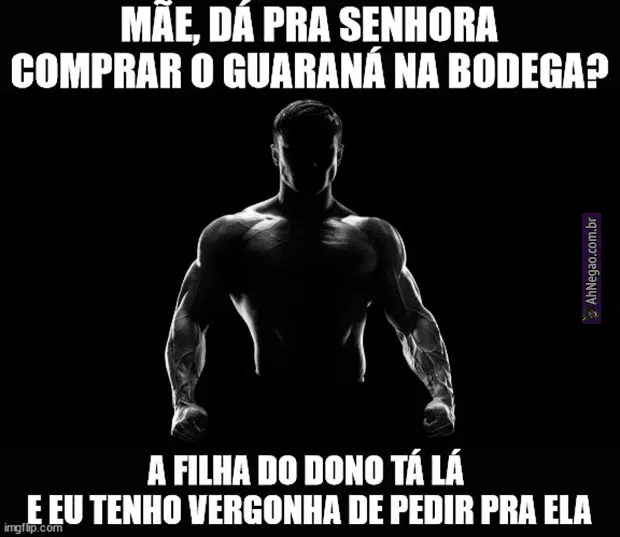 MÃE, DÁ PRA SENHORA
COMPRAR O GUARANÁ NA BODEGA?
AhNegao.com.br
A FILHA DO DONO TÁ LÁ
E EU TENHO VERGONHA DE PEDIR PRA ELA
imgflip.com